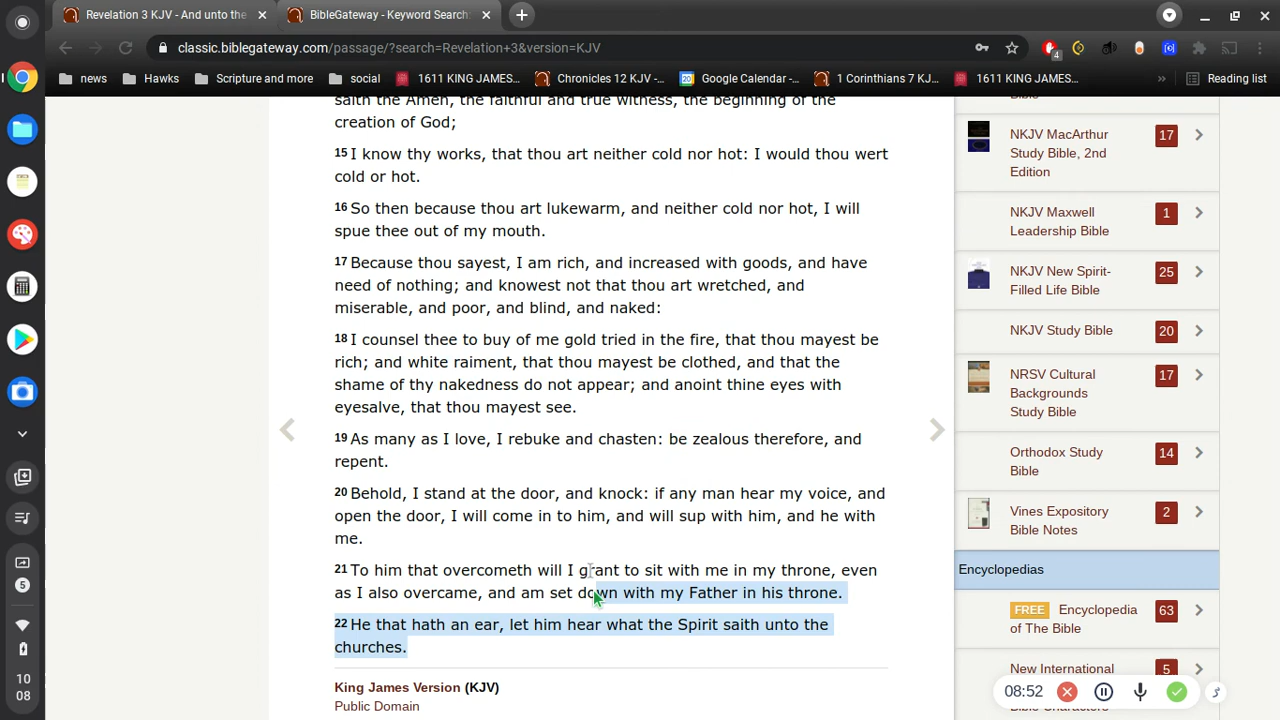 Revelation 3 KJV - And unto the
BibleGateway - Keyword Search:
classic.biblegateway.com/passage/?search=Revelation+3&version=KJV
4
news
Hawks
Scripture and more
social
1611 KING JAMES...
Chronicles 12 KJV -...
Google Calendar -...
1 Corinthians 7 KJ...
1611 KING JAMES...
»
Reading list
saith the Amen, the faithful and true witness, the beginning of the
creation of God;
15 I know thy works, that thou art neither cold nor hot: I would thou wert
cold or hot.
16 So then because thou art lukewarm, and neither cold nor hot, I will
spue thee out of my mouth.
17 Because thou sayest, I am rich, and increased with goods, and have
need of nothing; and knowest not that thou art wretched, and
miserable, and poor, and blind, and naked:
18 I counsel thee to buy of me gold tried in the fire, that thou mayest be
rich; and white raiment, that thou mayest be clothed, and that the
shame of thy nakedness do not appear; and anoint thine eyes with
eyesalve, that thou mayest see.
19 As many as I love, I rebuke and chasten: be zealous therefore, and
repent.
20 Behold, I stand at the door, and knock: if any man hear my voice, and
open the door, I will come in to him, and will sup with him, and he with
me.
21 To him that overcometh will I grant to sit with me in my throne, even
as I also overcame, and am set down with my Father in his throne.
22 He that hath an ear, let him hear what the Spirit saith unto the
churches.
King James Version (KJV)
Public Domain
Bible
NKJV MacArthur
Study Bible, 2nd
Edition
17
NKJV Maxwell
Leadership Bible
1
NKJV New Spirit-
Filled Life Bible
25
NKJV Study Bible
20
NRSV Cultural
Backgrounds
Study Bible
17
Orthodox Study
Bible
14
Vines Expository
Bible Notes
2
Encyclopedias
FREE Encyclopedia
of The Bible
63
New International
5
08:52
5
10
08